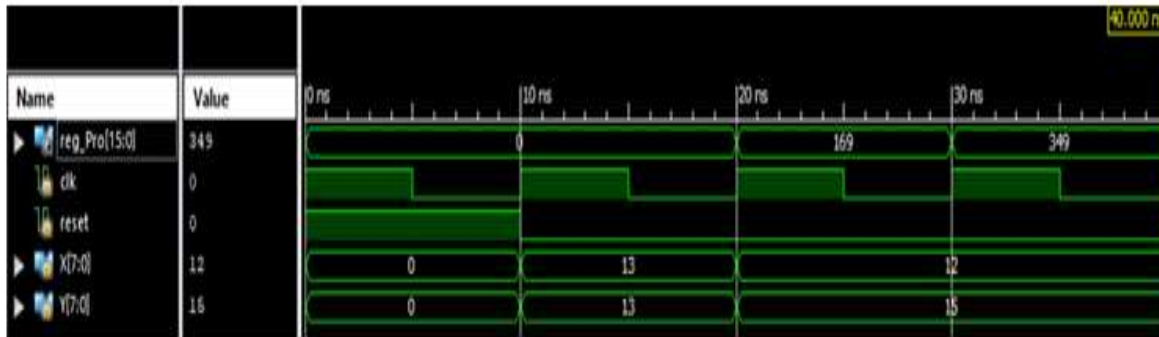 40.000 n
Name Value 0 ns 10 ns 20 ns 30 ns
reg_Pro[15:0] 349 0 169 349
clk 0
reset 0
X[7:0] 12 0 13 12
Y[7:0] 15 0 13 15